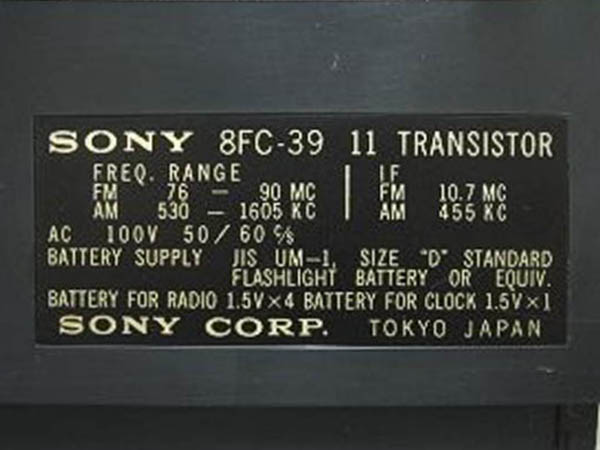 SONY 8FC-39 11 TRANSISTOR
FREQ. RANGE IF
FM 76 — 90 MC FM 10.7 MC
AM 530 — 1605 KC AM 455 KC
AC 100V 50/60 c/s
BATTERY SUPPLY JIS UM-1, SIZE "D" STANDARD
FLASHLIGHT BATTERY OR EQUIV.
BATTERY FOR RADIO 1.5V×4 BATTERY FOR CLOCK 1.5V×1
SONY CORP. TOKYO JAPAN